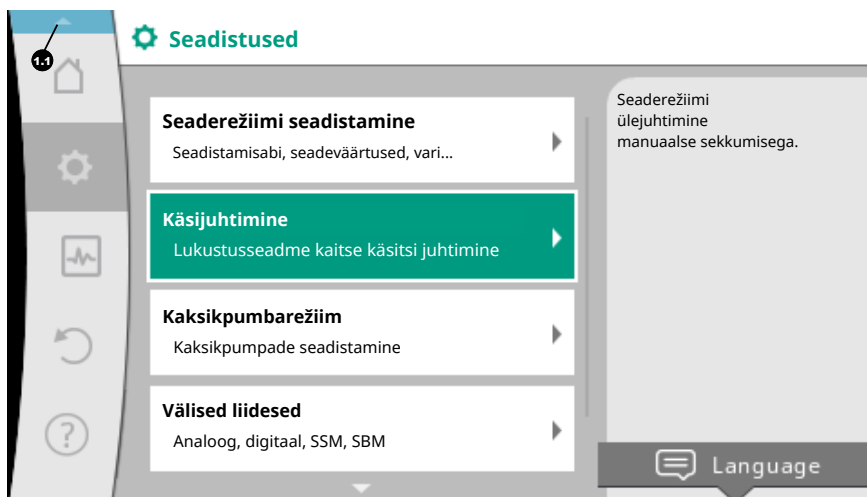 1.1
Seadistused
Seaderežiimi seadistamine
Seadistamisabi, seadeväärtused, vari...
Käsijuhtimine
Lukustusseadme kaitse käsitsi juhtimine
Kaksikpumbarežiim
Kaksikpumpade seadistamine
Välised liidesed
Analoog, digitaal, SSM, SBM
Seaderežiimi
ülejuhtimine
manuaalse sekkumisega.
Language